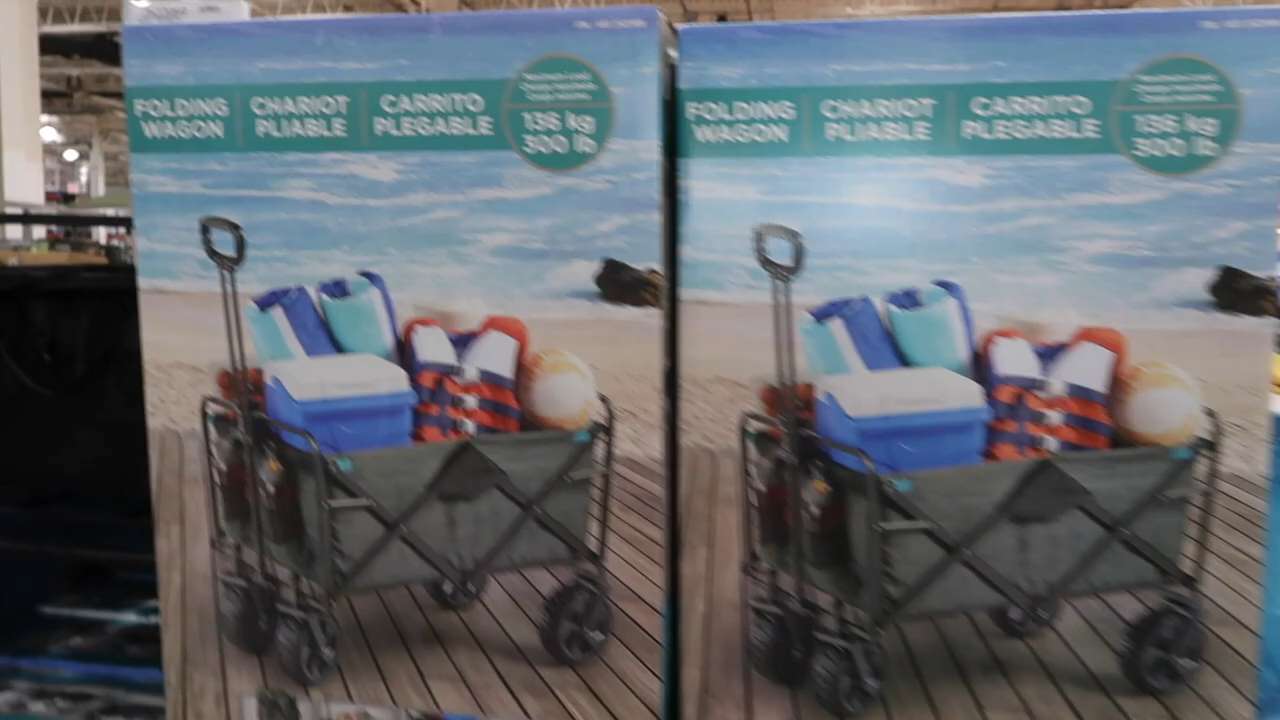 FOLDING
WAGON
CHARIOT
PLIABLE
CARRITO
PLEGABLE
136 kg
300 lb
FOLDING
WAGON
CHARIOT
PLIABLE
CARRITO
PLEGABLE
136 kg
300 lb